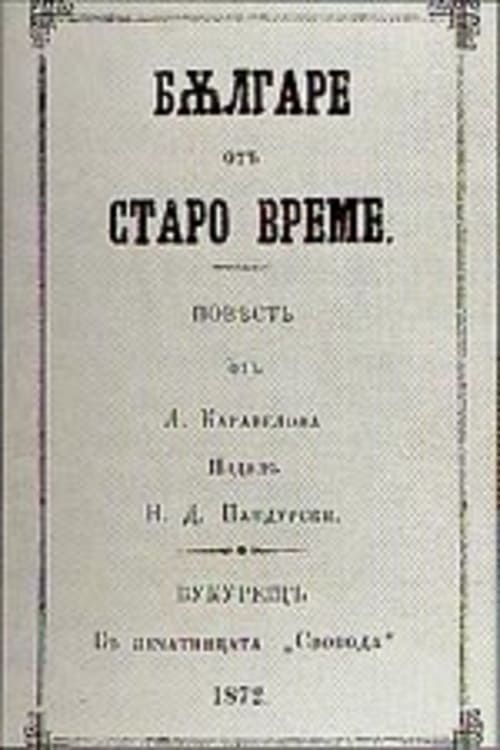 БѪЛГАРЕ
отъ
СТАРО ВРЕМЕ.
ПОВѢСТЬ
отъ
Л. Каравелова
Издалъ
Н. Д. Пандурски.
БУКУРЕЩЪ
Въ печатницата „Свобода“
1872.